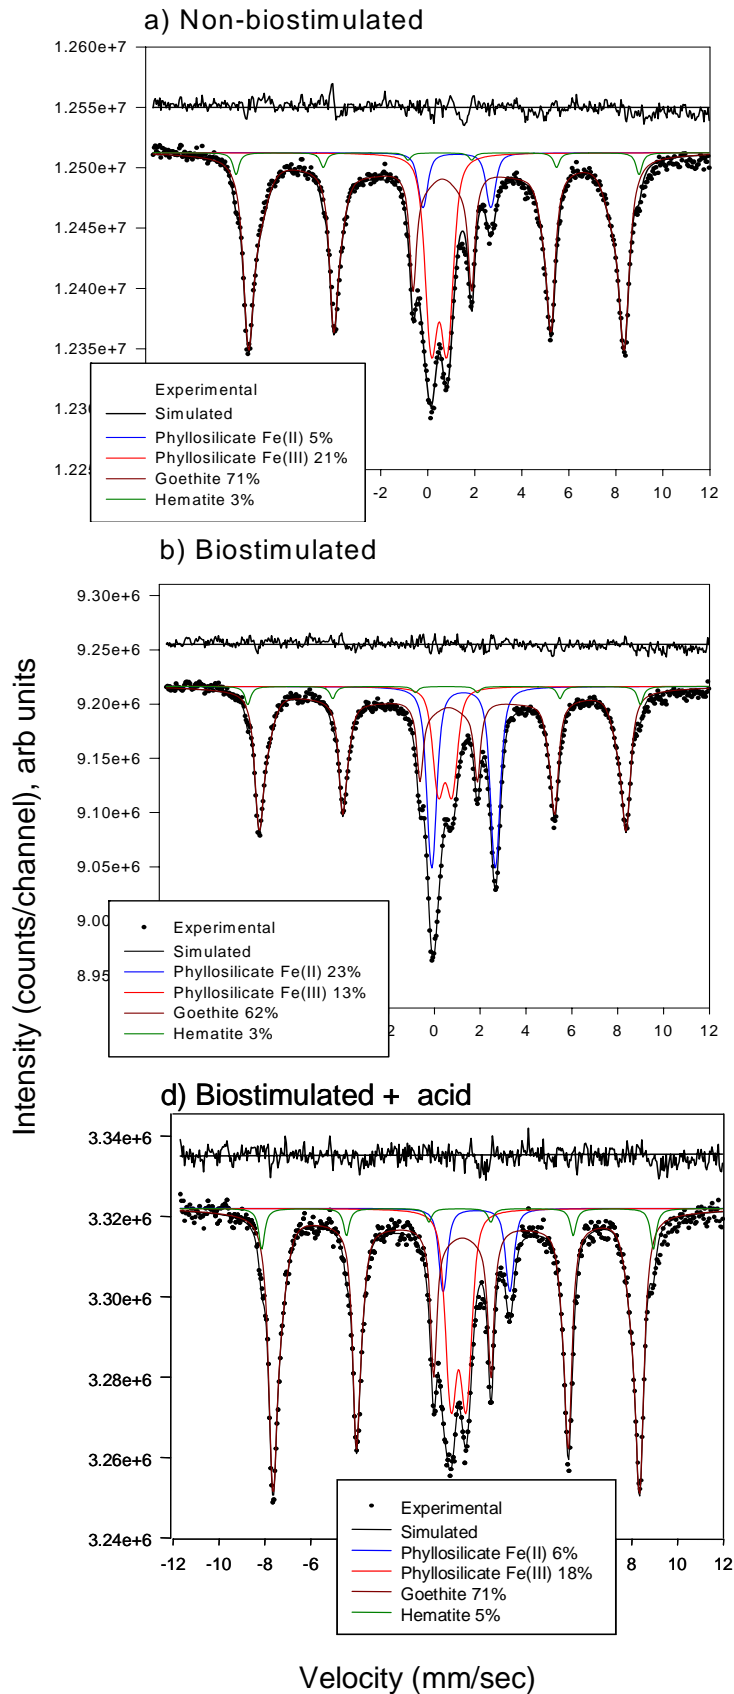 a) Non-biostimulated
1.260e+7
1.255e+7
1.250e+7
1.245e+7
1.240e+7
1.235e+7
1.230
1.225
Experimental
Simulated
Phyllosilicate Fe(II) 5%
Phyllosilicate Fe(III) 21%
Goethite 71%
Hematite 3%
-2 0 2 4 6 8 10 12
b) Biostimulated
9.30e+6
9.25e+6
9.20e+6
9.15e+6
9.10e+6
9.05e+6
9.00
8.95
Experimental
Simulated
Phyllosilicate Fe(II) 23%
Phyllosilicate Fe(III) 13%
Goethite 62%
Hematite 3%
2 0 2 4 6 8 10 12
Intensity (counts/channel), arb units
d) Biostimulated + acid
3.34e+6
3.32e+6
3.30e+6
3.28e+6
3.26e+6
3.24e+6
-12 -10 -8 -6 8 10 12
Experimental
Simulated
Phyllosilicate Fe(II) 6%
Phyllosilicate Fe(III) 18%
Goethite 71%
Hematite 5%
Velocity (mm/sec)